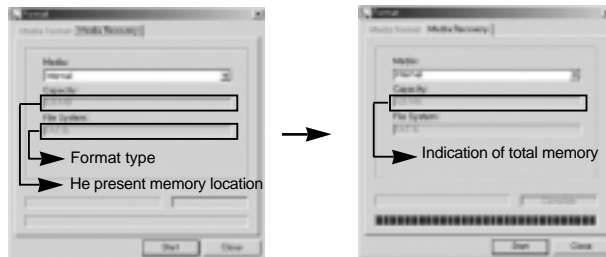 Format
Media Format Media Recovery
Media:
Internal
Capacity:
File System:
Format type
He present memory location
Start Close
Format
Media Format Media Recovery
Media:
Internal
Capacity:
File System:
Indication of total memory
Complete
Start Close